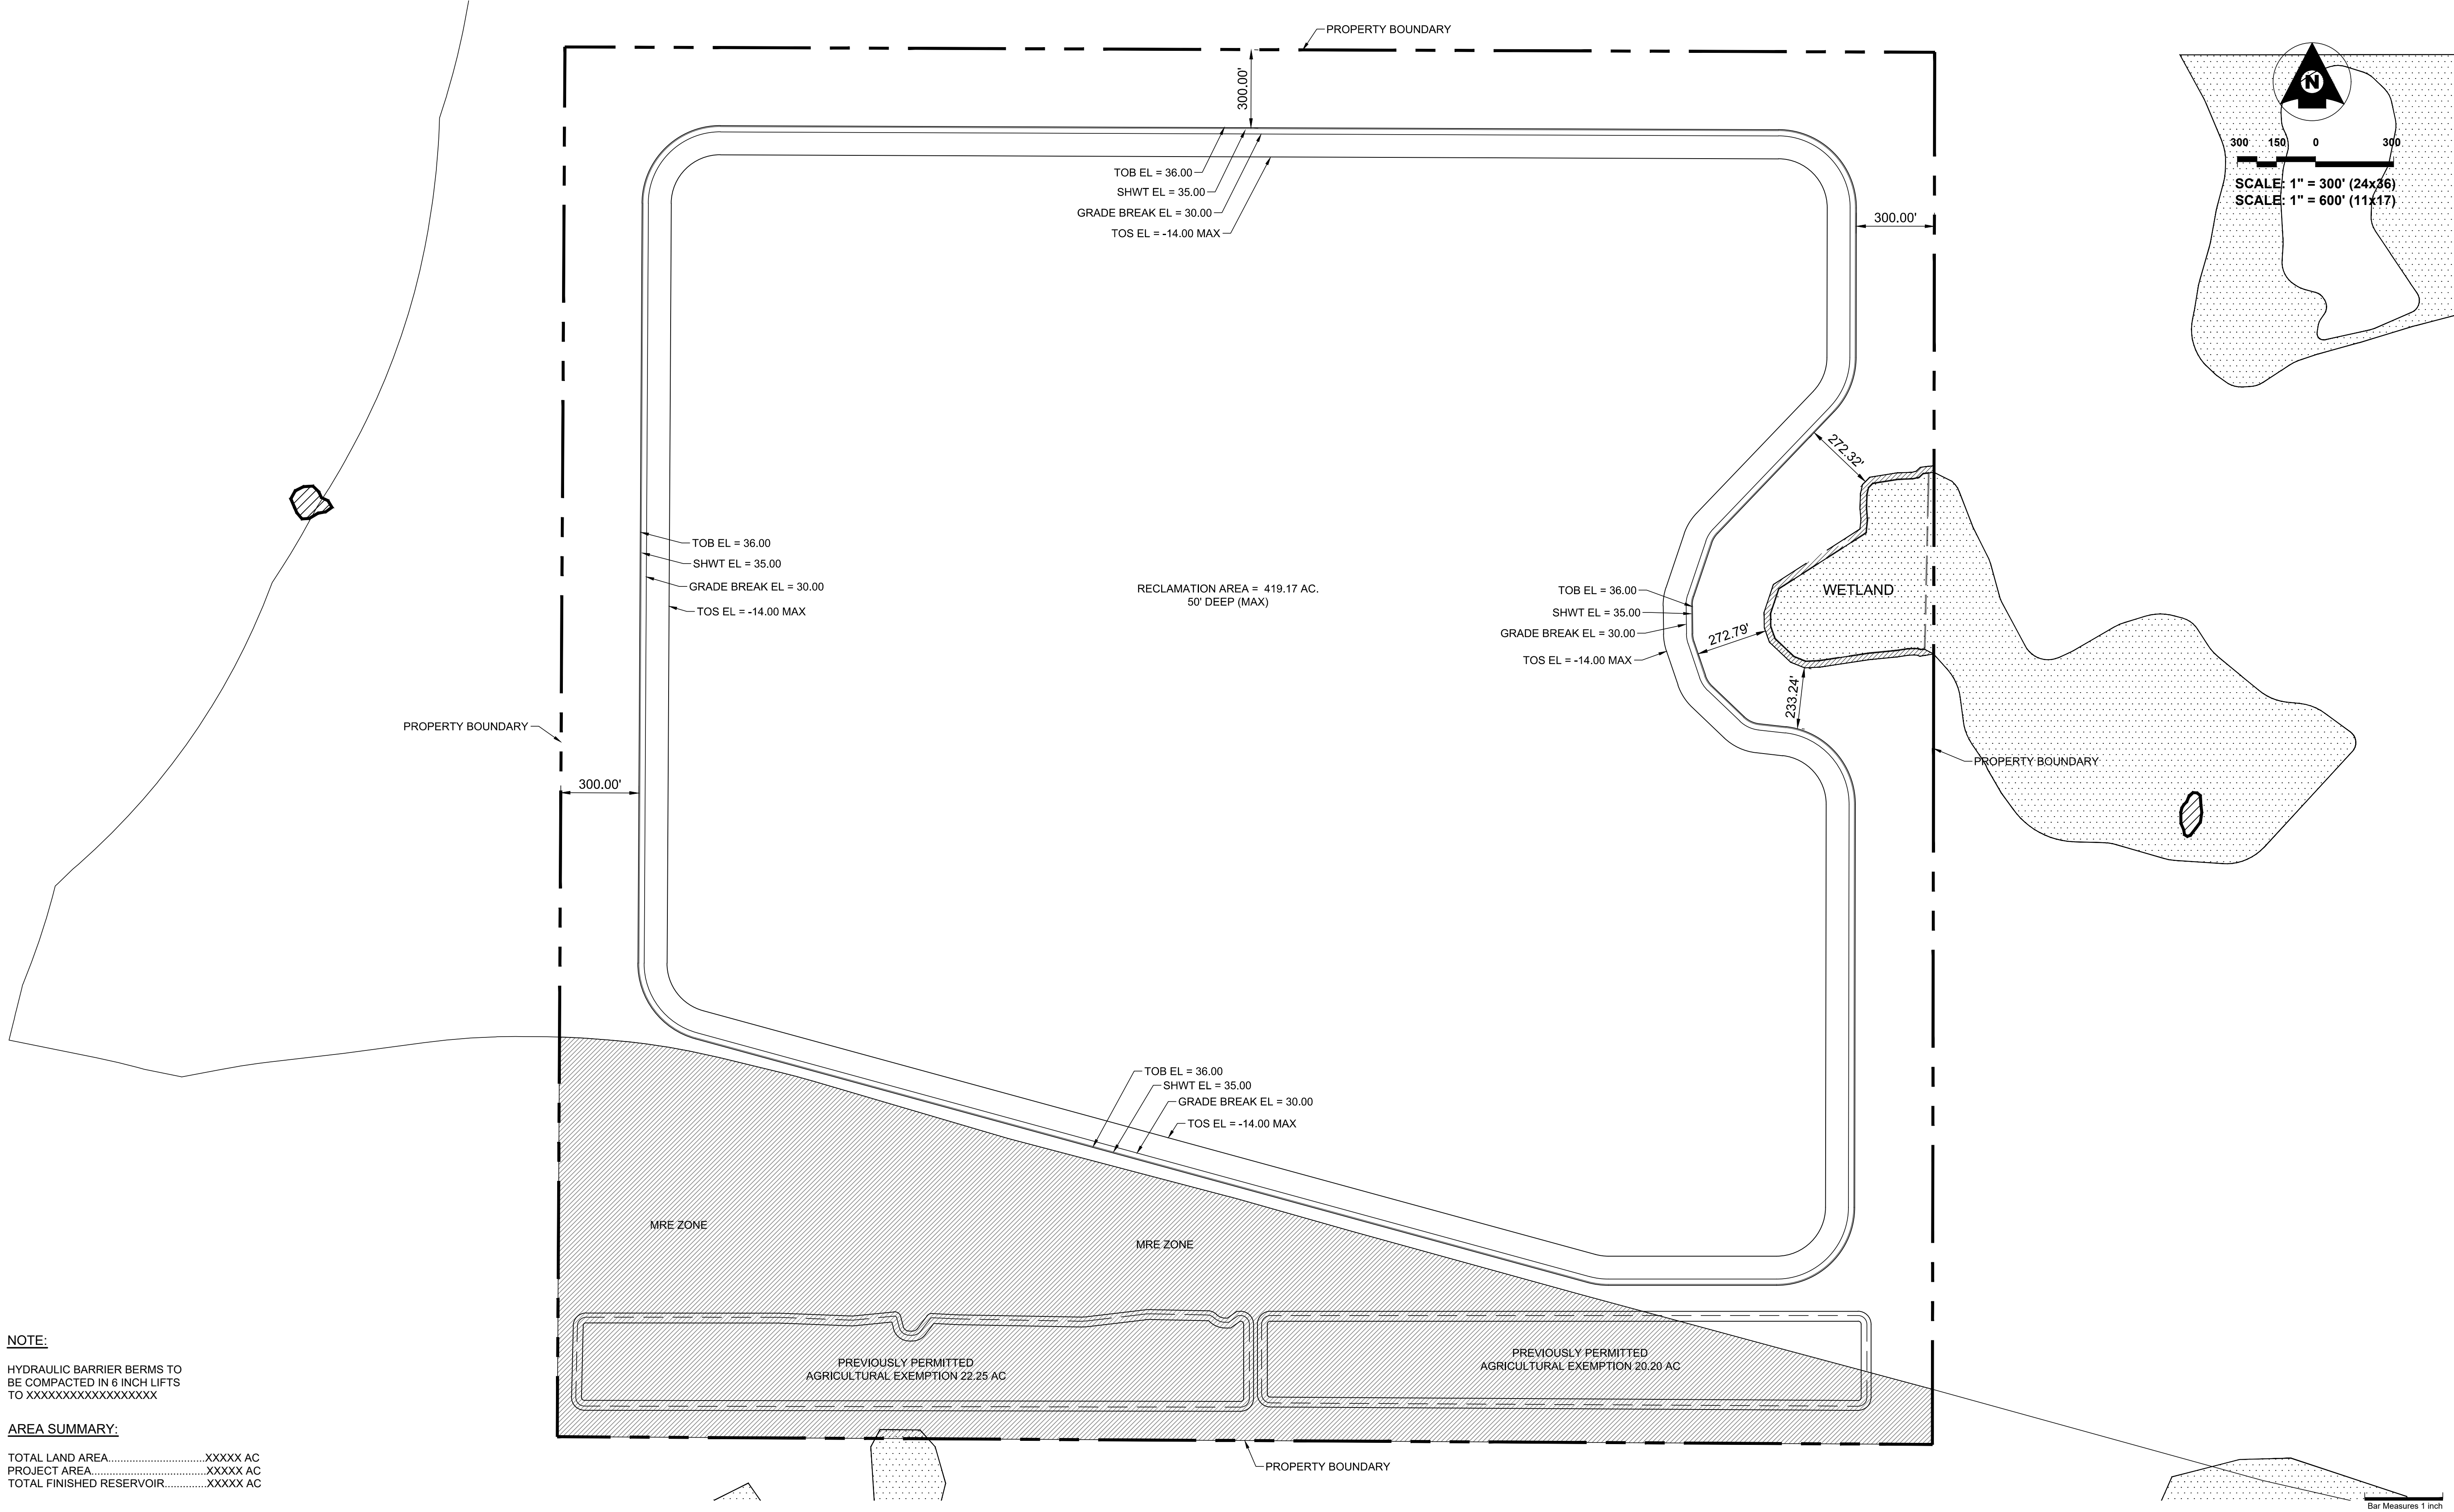 PROPERTY BOUNDARY
300.00'
N
300 150 0 300
SCALE: 1" = 300' (24x36)
SCALE: 1" = 600' (11x17)
TOB EL = 36.00
SHWT EL = 35.00
GRADE BREAK EL = 30.00
TOS EL = -14.00 MAX
300.00'
272.32'
TOB EL = 36.00
SHWT EL = 35.00
GRADE BREAK EL = 30.00
TOS EL = -14.00 MAX
RECLAMATION AREA = 419.17 AC.
50' DEEP (MAX)
TOB EL = 36.00
SHWT EL = 35.00
GRADE BREAK EL = 30.00
TOS EL = -14.00 MAX
272.79'
WETLAND
233.24'
PROPERTY BOUNDARY
PROPERTY BOUNDARY
300.00'
TOB EL = 36.00
SHWT EL = 35.00
GRADE BREAK EL = 30.00
TOS EL = -14.00 MAX
MRE ZONE
MRE ZONE
PREVIOUSLY PERMITTED
AGRICULTURAL EXEMPTION 22.25 AC
PREVIOUSLY PERMITTED
AGRICULTURAL EXEMPTION 20.20 AC
PROPERTY BOUNDARY
NOTE:
HYDRAULIC BARRIER BERMS TO
BE COMPACTED IN 6 INCH LIFTS
TO XXXXXXXXXXXXXXXXXX
AREA SUMMARY:
TOTAL LAND AREA................................XXXXX AC
PROJECT AREA......................................XXXXX AC
TOTAL FINISHED RESERVOIR..............XXXXX AC
Bar Measures 1 inch